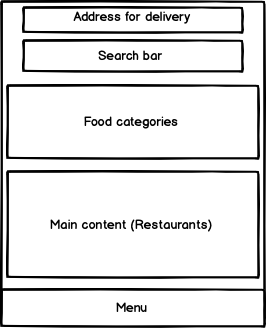 Address for delivery
Search bar
Food categories
Main content (Restaurants)
Menu